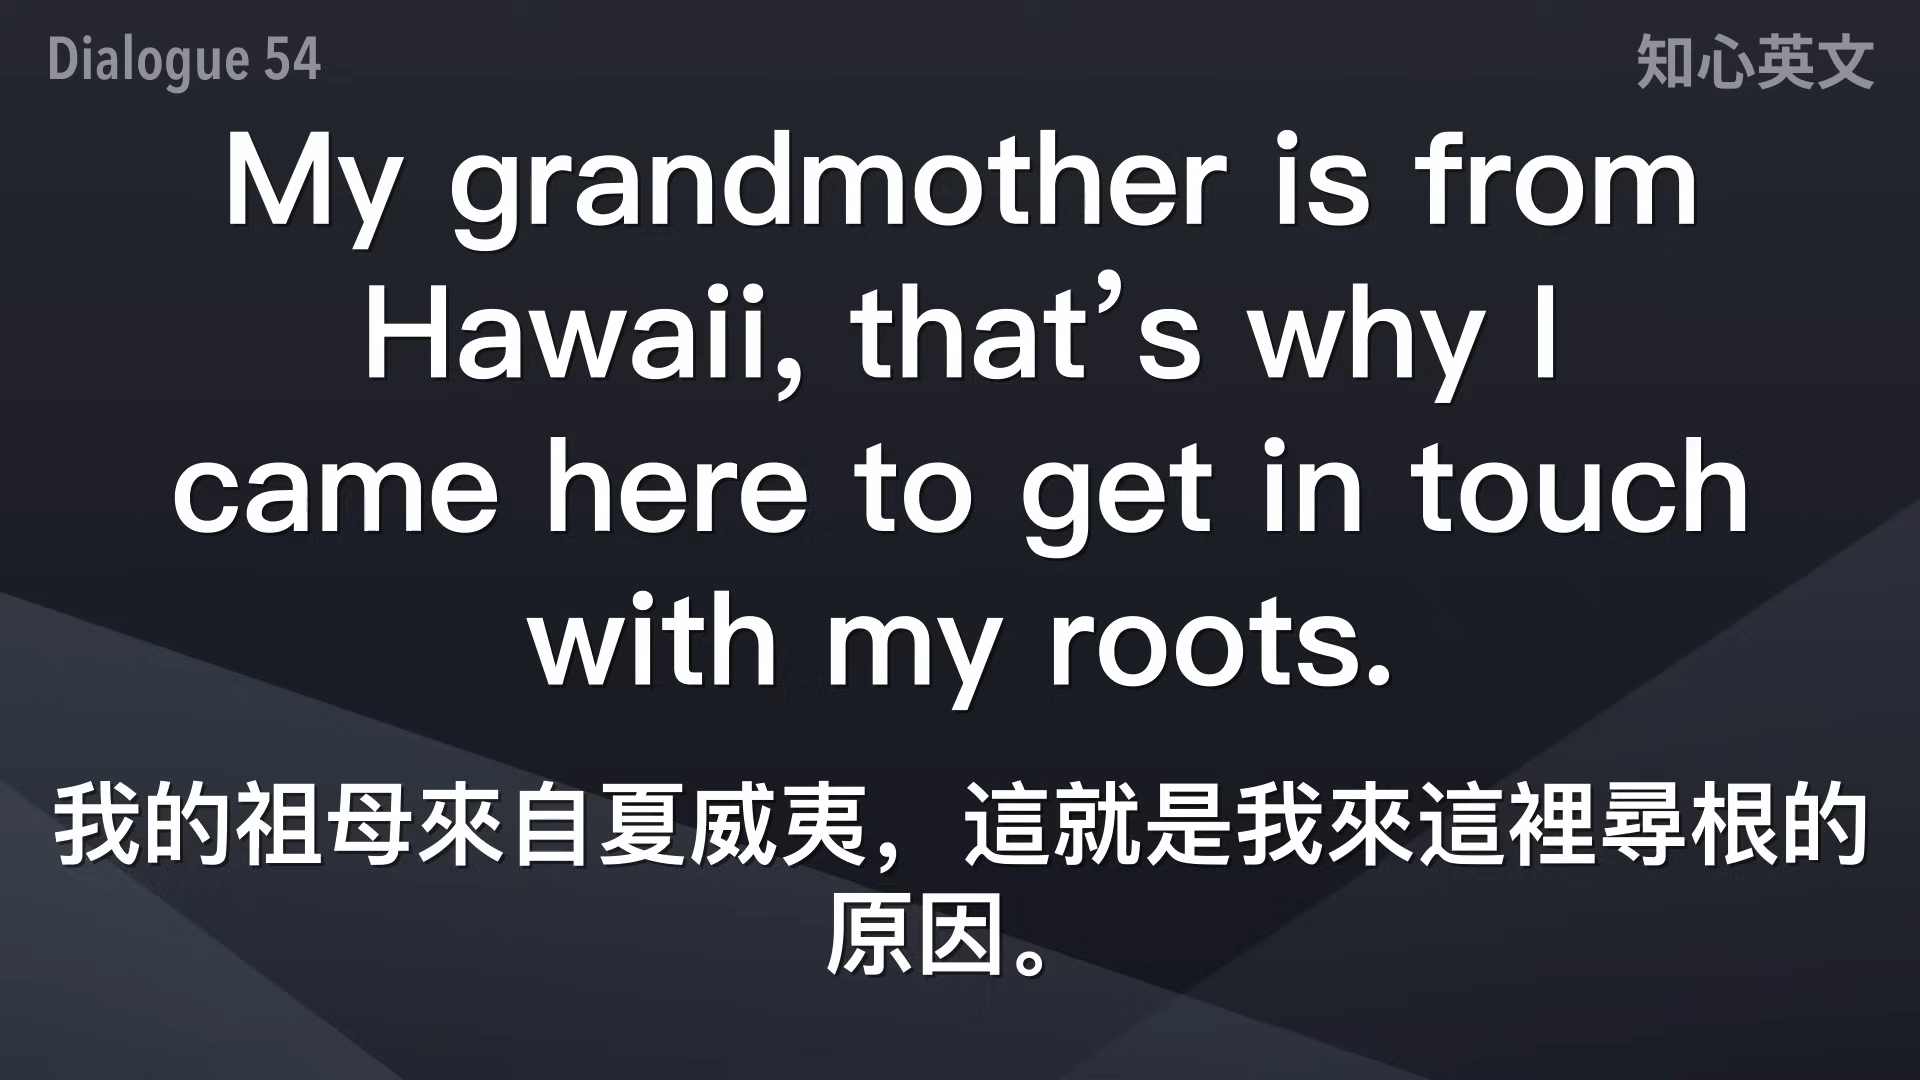 Dialogue 54
知心英文
My grandmother is from
Hawaii, that’s why I
came here to get in touch
with my roots.
我的祖母來自夏威夷，這就是我來這裡尋根的
原因。